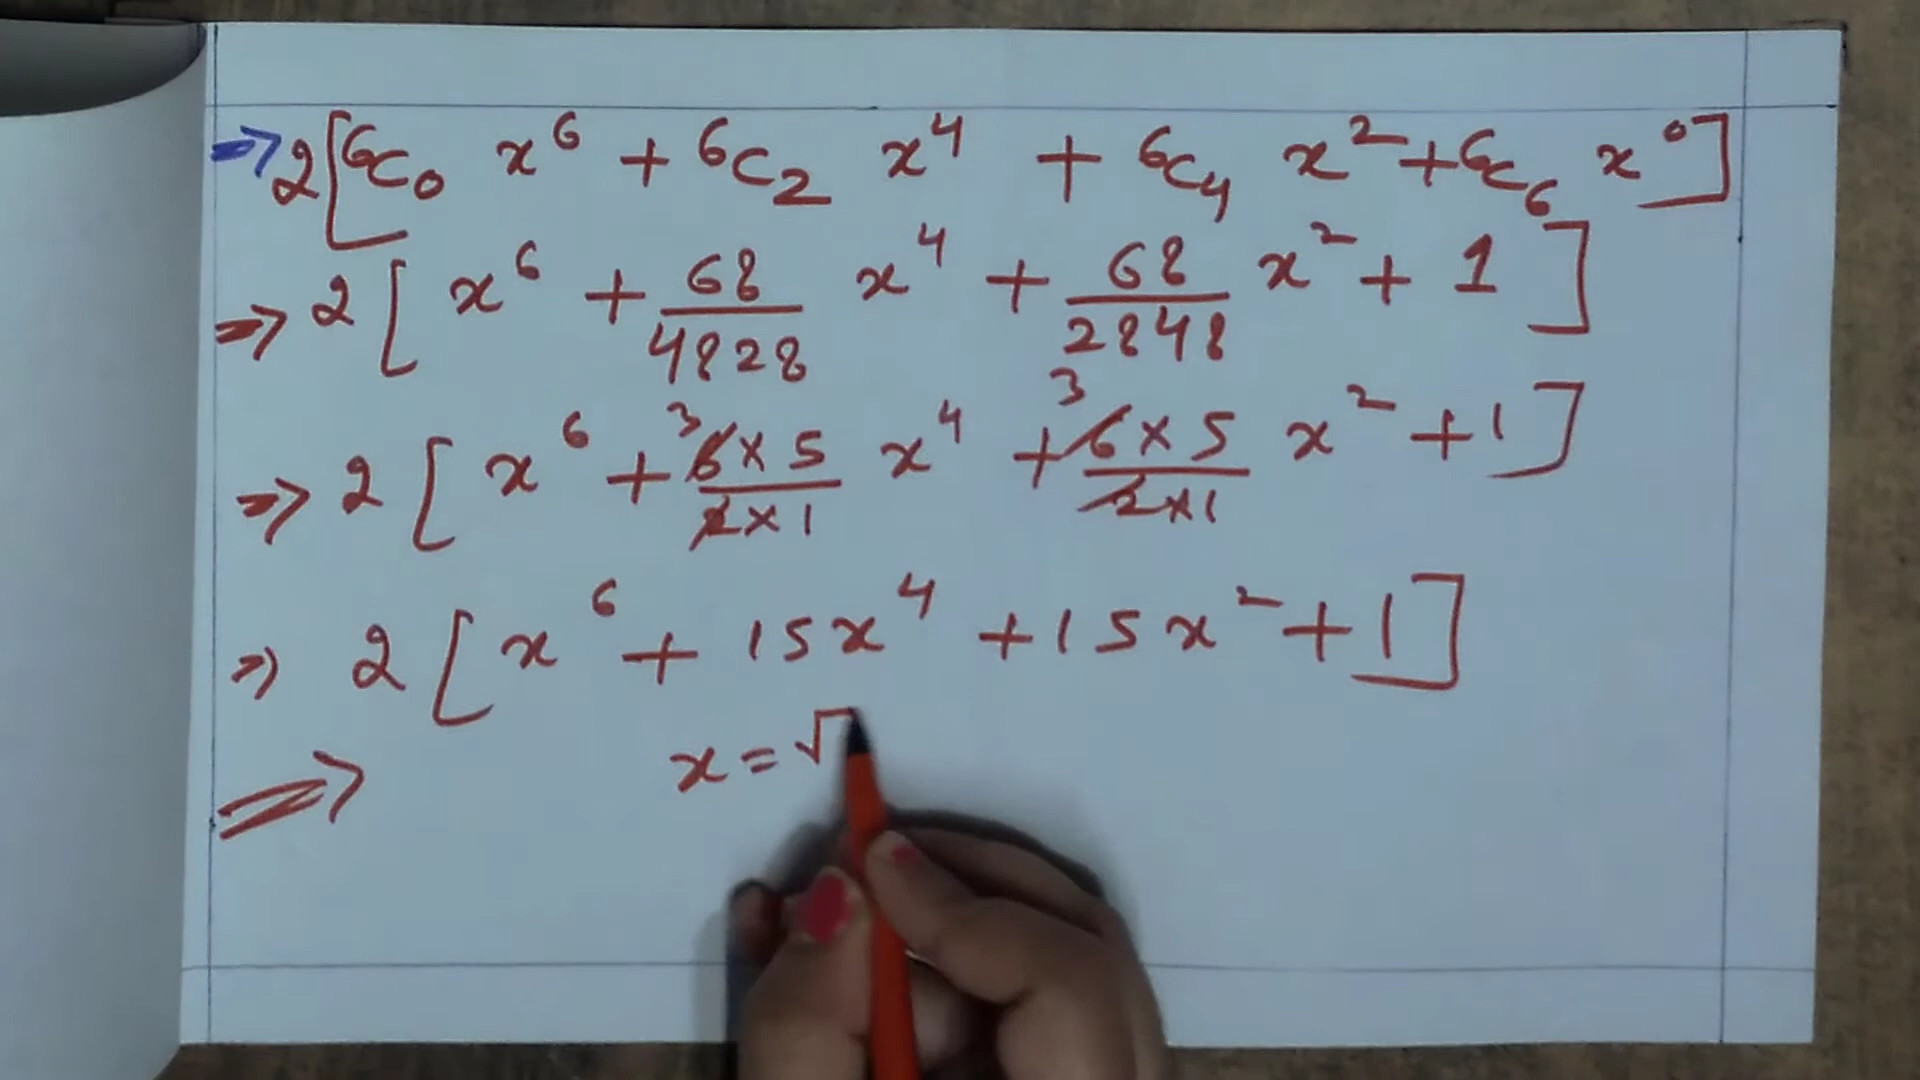 ⇒ 2[⁶C₀ x⁶ + ⁶C₂ x⁴ + ⁶C₄ x² + ⁶C₆ x⁰]
⇒ 2[ x⁶ + 6!/4!2! x⁴ + 6!/2!4! x² + 1 ]
⇒ 2[ x⁶ + 3 6×5/2×1 x⁴ + 3 6×5/2×1 x² + 1 ]
⇒ 2[ x⁶ + 15x⁴ + 15x² + 1 ]
⇒ x = √